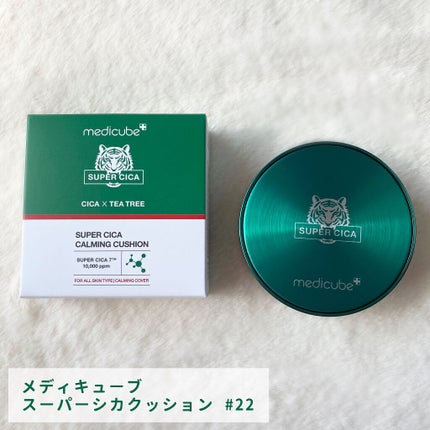 medicube+
SUPER CICA
CICA × TEA TREE
SUPER CICA
CALMING CUSHION
SUPER CICA 7™
10,000 ppm
FOR ALL SKIN TYPE | CALMING COVER
SUPER CICA
medicube+
メディキューブ
スーパーシカクッション #22